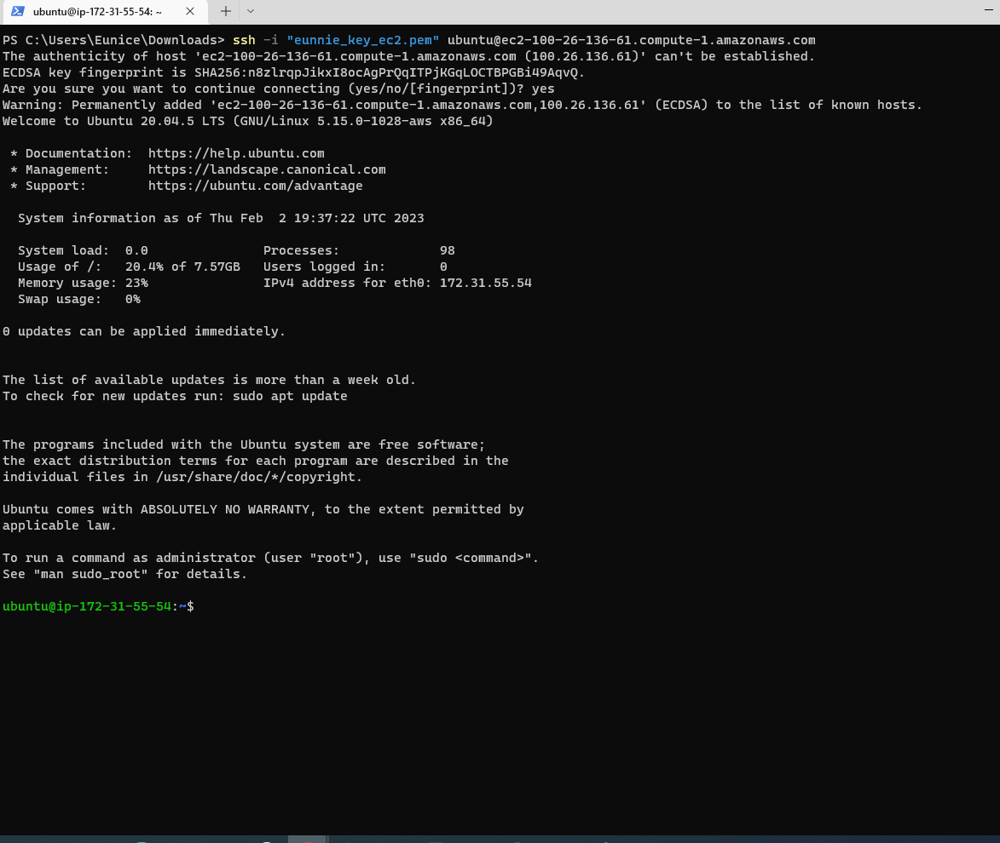 ubuntu@ip-172-31-55-54: ~
PS C:\Users\Eunice\Downloads> ssh -i "eunnie_key_ec2.pem" ubuntu@ec2-100-26-136-61.compute-1.amazonaws.com
The authenticity of host 'ec2-100-26-136-61.compute-1.amazonaws.com (100.26.136.61)' can't be established.
ECDSA key fingerprint is SHA256:n8zlrqpJikxI8ocAgPrQqITPjKGqLOCTBPGBi49AqvQ.
Are you sure you want to continue connecting (yes/no/[fingerprint])? yes
Warning: Permanently added 'ec2-100-26-136-61.compute-1.amazonaws.com,100.26.136.61' (ECDSA) to the list of known hosts.
Welcome to Ubuntu 20.04.5 LTS (GNU/Linux 5.15.0-1028-aws x86_64)
* Documentation:  https://help.ubuntu.com
* Management:     https://landscape.canonical.com
* Support:        https://ubuntu.com/advantage
System information as of Thu Feb  2 19:37:22 UTC 2023
System load:  0.0               Processes:             98
Usage of /:   20.4% of 7.57GB   Users logged in:       0
Memory usage: 23%               IPv4 address for eth0: 172.31.55.54
Swap usage:   0%
0 updates can be applied immediately.
The list of available updates is more than a week old.
To check for new updates run: sudo apt update
The programs included with the Ubuntu system are free software;
the exact distribution terms for each program are described in the
individual files in /usr/share/doc/*/copyright.
Ubuntu comes with ABSOLUTELY NO WARRANTY, to the extent permitted by
applicable law.
To run a command as administrator (user "root"), use "sudo <command>".
See "man sudo_root" for details.
ubuntu@ip-172-31-55-54:~$